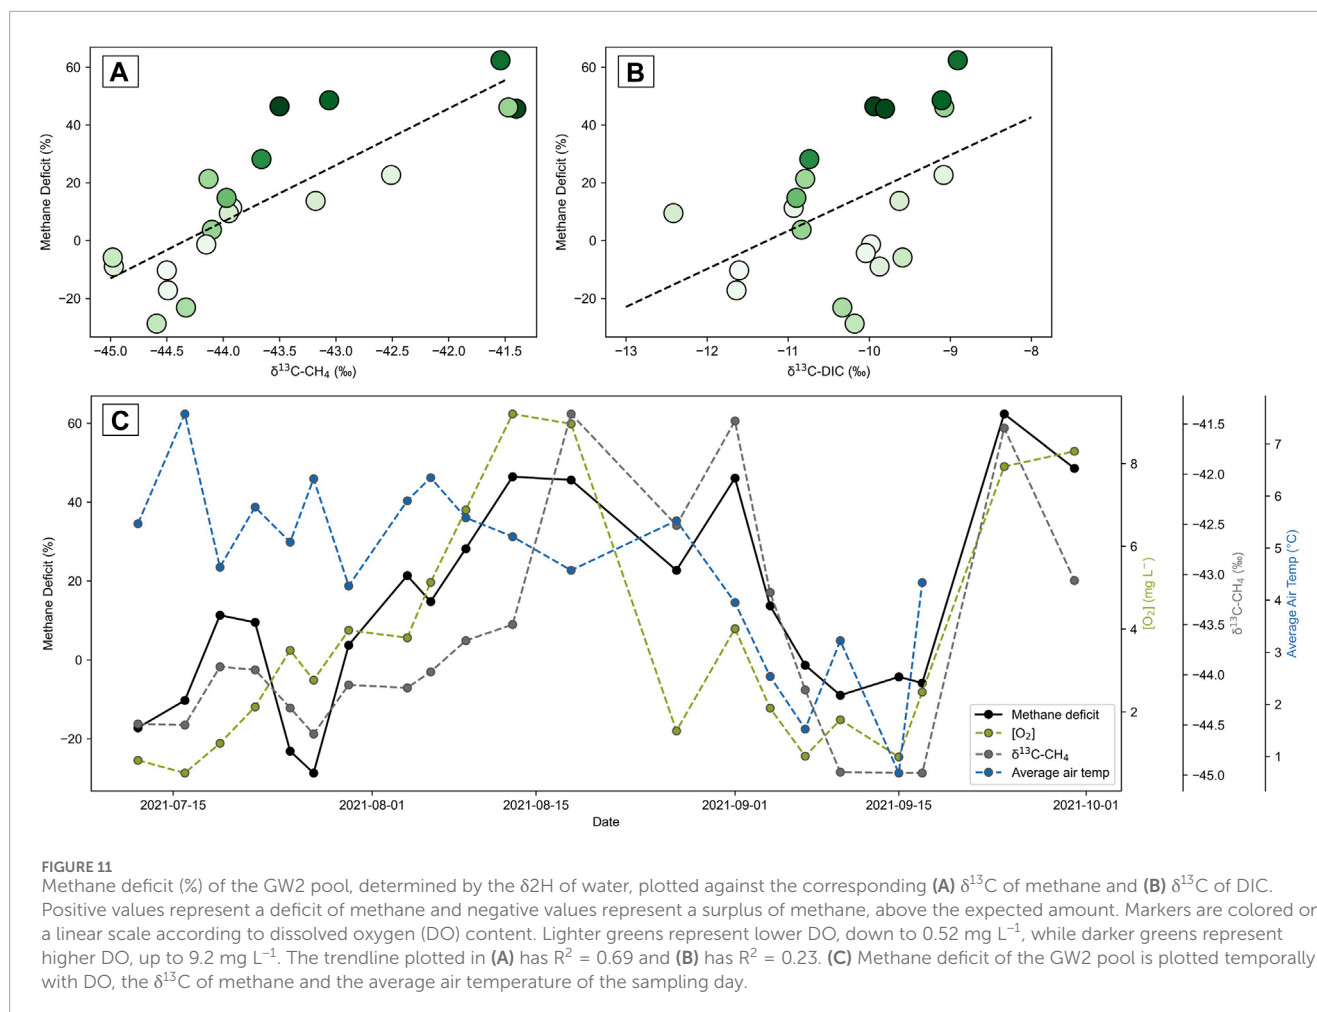 A
Methane Deficit (%)
60
40
20
0
−20
−45.0 −44.5 −44.0 −43.5 −43.0 −42.5 −42.0 −41.5
δ¹³C-CH₄ (‰)
B
Methane Deficit (%)
60
40
20
0
−20
−13 −12 −11 −10 −9 −8
δ¹³C-DIC (‰)
C
Methane Deficit (%)
60
40
20
0
−20
2021-07-15 2021-08-01 2021-08-15 2021-09-01 2021-09-15 2021-10-01
Date
8
6
4
2
[O₂] (mg L⁻)
−41.5
−42.0
−42.5
−43.0
−43.5
−44.0
−44.5
−45.0
δ¹³C-CH₄ (‰)
7
6
5
4
3
2
1
Average Air Temp (°C)
Methane deficit
[O₂]
δ¹³C-CH₄
Average air temp
FIGURE 11
Methane deficit (%) of the GW2 pool, determined by the δ2H of water, plotted against the corresponding (A) δ¹³C of methane and (B) δ¹³C of DIC.
Positive values represent a deficit of methane and negative values represent a surplus of methane, above the expected amount. Markers are colored on
a linear scale according to dissolved oxygen (DO) content. Lighter greens represent lower DO, down to 0.52 mg L⁻¹, while darker greens represent
higher DO, up to 9.2 mg L⁻¹. The trendline plotted in (A) has R² = 0.69 and (B) has R² = 0.23. (C) Methane deficit of the GW2 pool is plotted temporally
with DO, the δ¹³C of methane and the average air temperature of the sampling day.